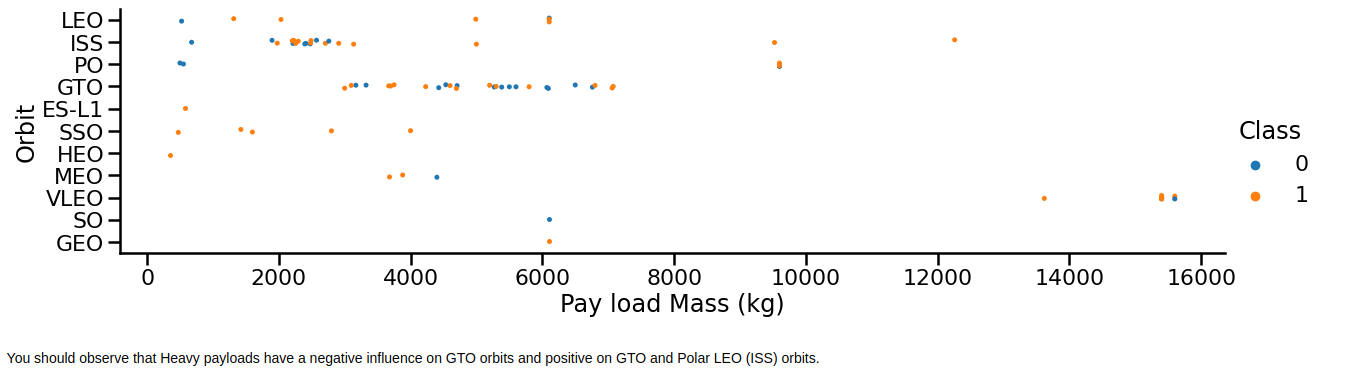 LEO
ISS
PO
GTO
ES-L1
SSO
HEO
MEO
VLEO
SO
GEO
Orbit
0 2000 4000 6000 8000 10000 12000 14000 16000
Pay load Mass (kg)
Class
0
1
You should observe that Heavy payloads have a negative influence on GTO orbits and positive on GTO and Polar LEO (ISS) orbits.